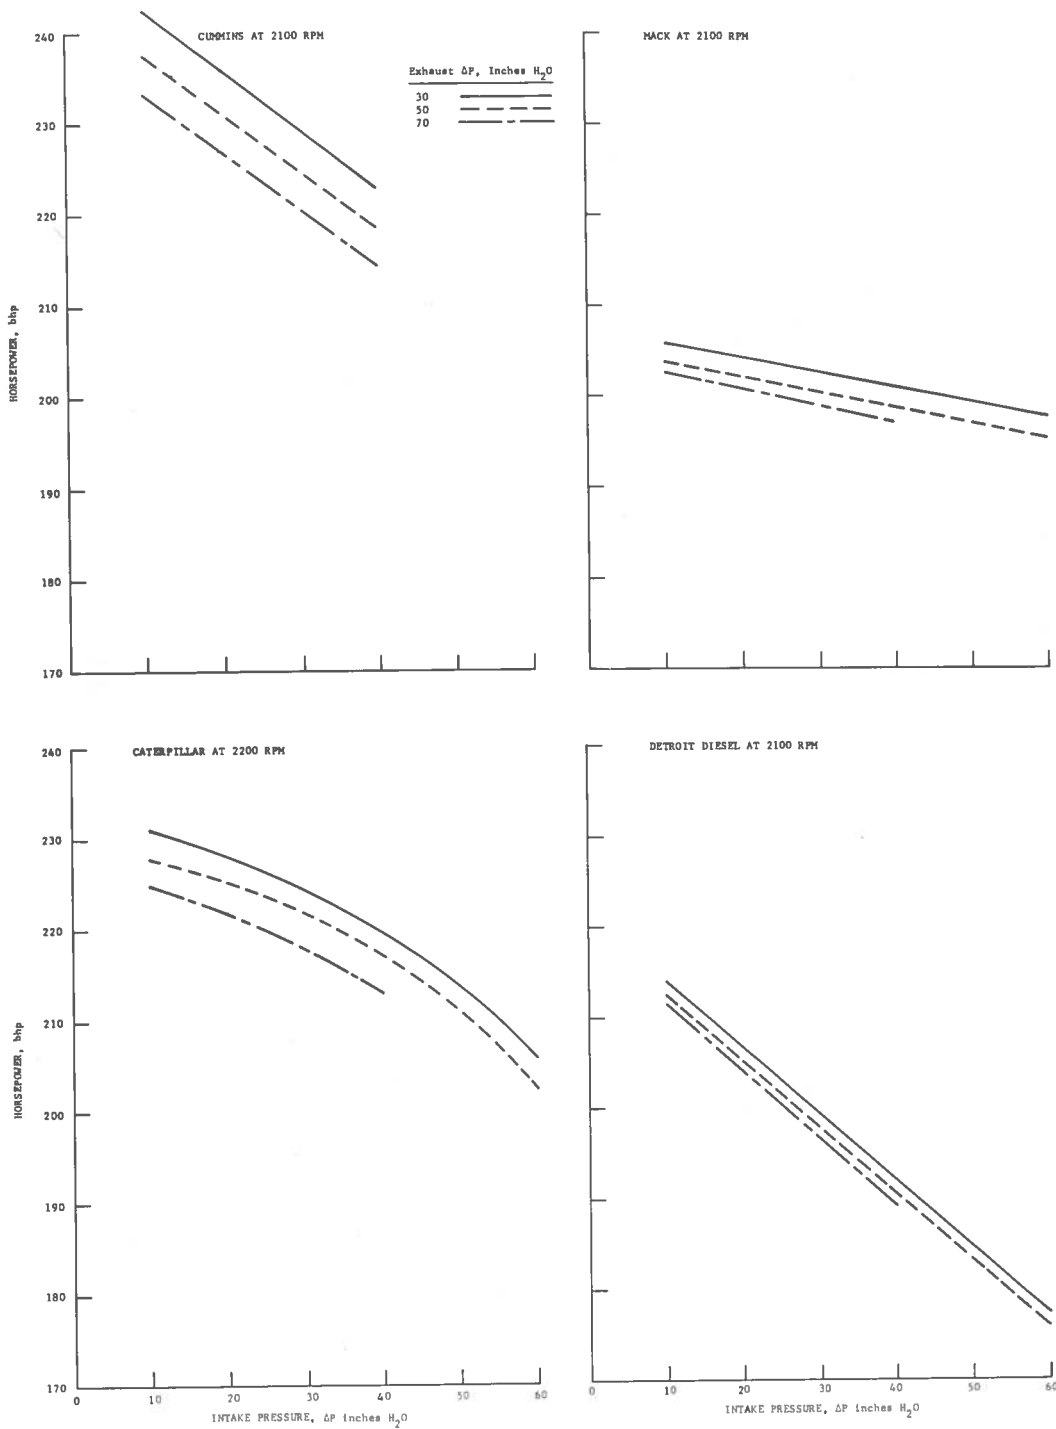 CUMMINS AT 2100 RPM
MACK AT 2100 RPM
Exhaust ΔP, Inches H2O
30
50
70
240
230
220
210
200
190
180
170
HORSEPOWER, bhp
CATERPILLAR AT 2200 RPM
DETROIT DIESEL AT 2100 RPM
240
230
220
210
200
190
180
170
HORSEPOWER, bhp
0 10 20 30 40 50 60
INTAKE PRESSURE, ΔP inches H2O
0 10 20 30 40 50 60
INTAKE PRESSURE, ΔP inches H2O